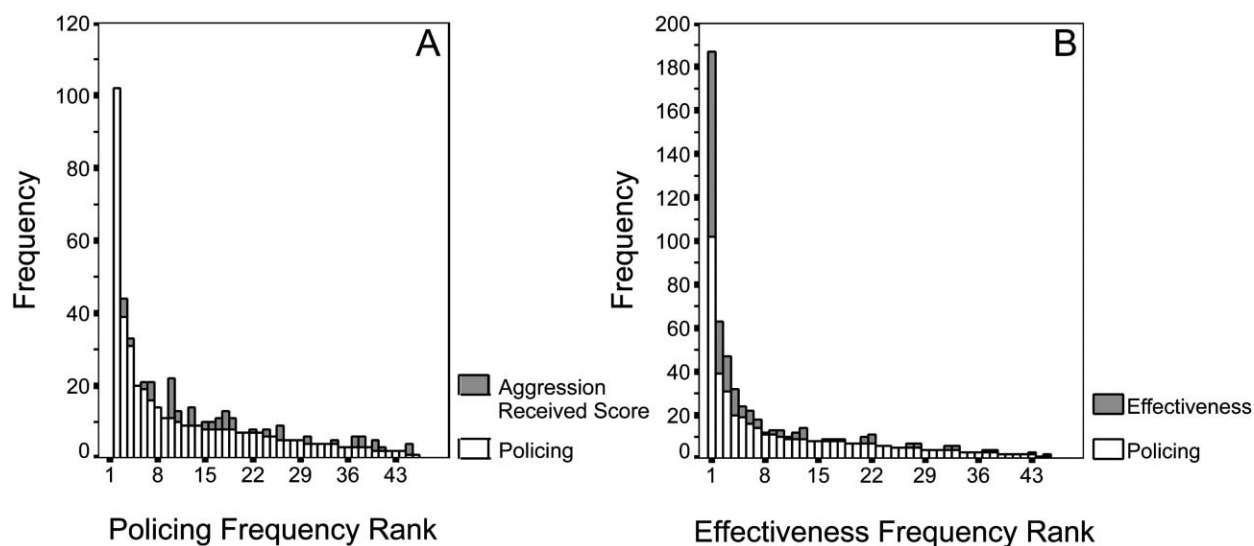 A
Frequency
120
100
80
60
40
20
0
1 8 15 22 29 36 43
Policing Frequency Rank
Aggression
Received Score
Policing
B
Frequency
200
180
160
140
120
100
80
60
40
20
0
1 8 15 22 29 36 43
Effectiveness Frequency Rank
Effectiveness
Policing